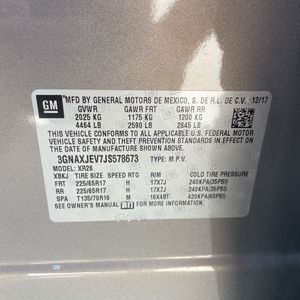 GM
MFD BY GENERAL MOTORS DE MEXICO, S. DE R.L. DE C.V. 12/17
GVWR GAWR FRT GAWR RR
2025 KG 1175 KG 1200 KG
4464 LB 2590 LB 2645 LB
THIS VEHICLE CONFORMS TO ALL APPLICABLE U.S. FEDERAL MOTOR VEHICLE SAFETY, BUMPER, AND THEFT PREVENTION STANDARDS IN EFFECT ON THE DATE OF MANUFACTURE SHOWN ABOVE.
3GNAXJEV7JS578673 TYPE: M.P.V.
MODEL: XR26
XBKJ TIRE SIZE SPEED RTG RIM COLD TIRE PRESSURE
FRT 225/65R17 H 17X7J 240KPA(35PSI)
RR 225/65R17 H 17X7J 240KPA(35PSI)
SPA T135/70R16 M 16X4BT 420KPA(60PSI)
SEE OWNER'S MANUAL FOR MORE INFORMATION.